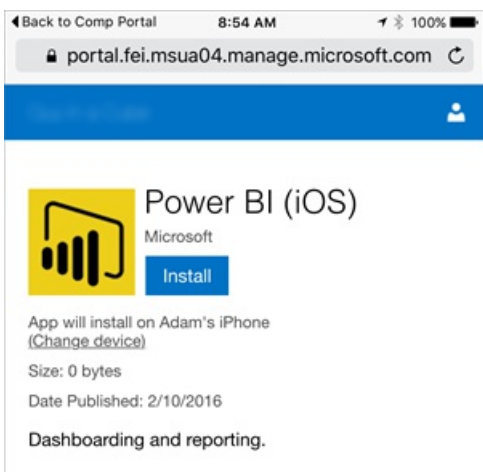 Back to Comp Portal 8:54 AM 100%
portal.fei.msua04.manage.microsoft.com
Power BI (iOS)
Microsoft
Install
App will install on Adam's iPhone
(Change device)
Size: 0 bytes
Date Published: 2/10/2016
Dashboarding and reporting.